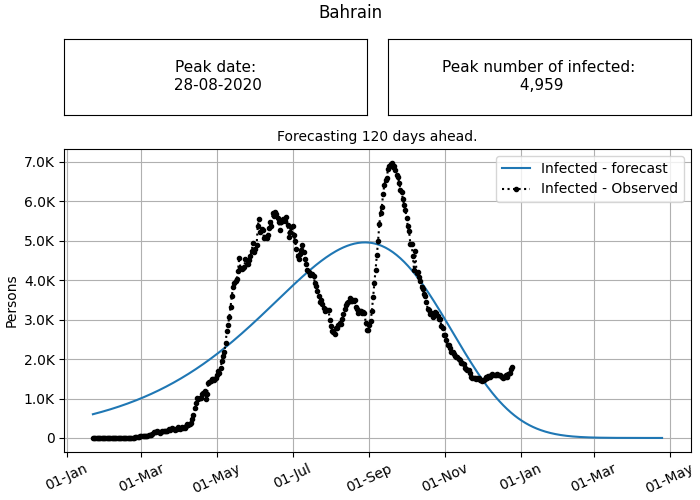 Bahrain
Peak date:
28-08-2020
Peak number of infected:
4,959
Forecasting 120 days ahead.
Infected - forecast
Infected - Observed
Persons
7.0K
6.0K
5.0K
4.0K
3.0K
2.0K
1.0K
0
01-Jan
01-Mar
01-May
01-Jul
01-Sep
01-Nov
01-Jan
01-Mar
01-May